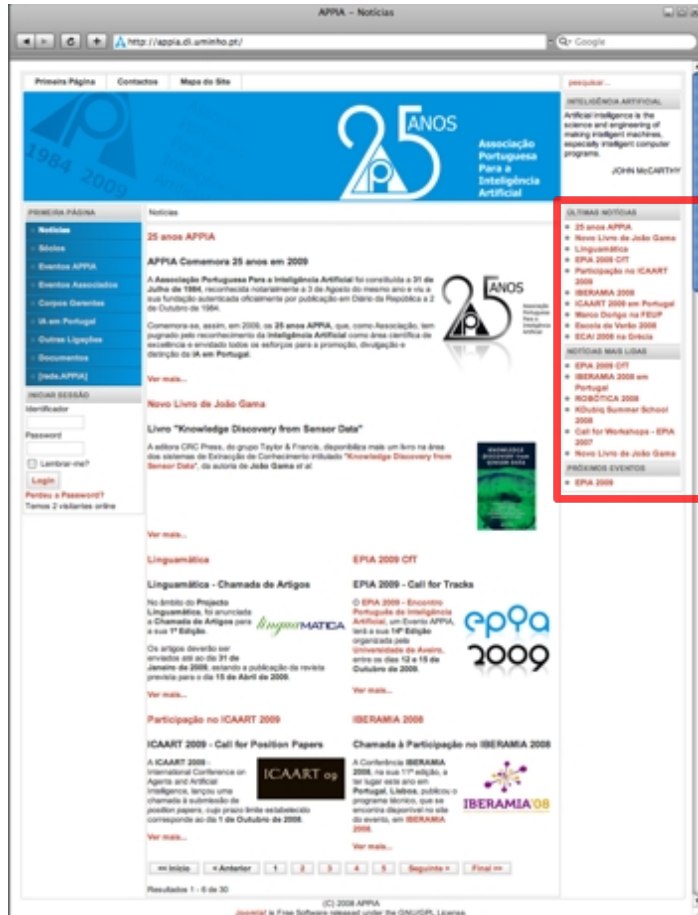 APPIA - Notícias
http://appia.di.uminho.pt/
Google
Primeira Página
Contactos
Mapa do Site
pesquisar...
1984 2009
25 ANOS
Associação
Portuguesa
Para a
Inteligência
Artificial
INTELIGÊNCIA ARTIFICIAL
Artificial intelligence is the
science and engineering of
making intelligent machines,
especially intelligent computer
programs.
JOHN McCARTHY
PRIMEIRA PÁGINA
Notícias
Sócios
Eventos APPIA
Eventos Associados
Corpos Gerentes
IA em Portugal
Outras Ligações
Documentos
[rede.APPIA]
INICIAR SESSÃO
Identificador
Password
Lembrar-me?
Login
Perdeu a Password?
Temos 2 visitantes online
Notícias
25 anos APPIA
APPIA Comemora 25 anos em 2009
A Associação Portuguesa Para a Inteligência Artificial foi constituída a 31 de
Julho de 1984, reconhecida notarialmente a 3 de Agosto do mesmo ano e viu a
sua fundação autenticada oficialmente por publicação em Diário da República a 2
de Outubro de 1984.
Comemora-se, assim, em 2009, os 25 anos APPIA, que, como Associação, tem
pugnado pelo reconhecimento da Inteligência Artificial como área científica de
excelência e envidado todos os esforços para a promoção, divulgação e
distinção da IA em Portugal.
25 ANOS
Associação
Portuguesa
Para a
Inteligência
Artificial
Ver mais...
Novo Livro de João Gama
Livro "Knowledge Discovery from Sensor Data"
A editora CRC Press, do grupo Taylor & Francis, disponibiliza mais um livro na área
dos sistemas de Extracção de Conhecimento intitulado "Knowledge Discovery from
Sensor Data", da autoria de João Gama et al.
KNOWLEDGE
DISCOVERY FROM
SENSOR DATA
Ver mais...
Linguamática
Linguamática - Chamada de Artigos
No âmbito do Projecto
Linguamática, foi anunciada
a Chamada de Artigos para
a sua 1ª Edição.
Os artigos deverão ser
enviados até ao dia 31 de
Janeiro de 2009, estando a publicação da revista
prevista para o dia 15 de Abril de 2009.
linguaMATICA
Ver mais...
EPIA 2009 CfT
EPIA 2009 - Call for Tracks
O EPIA 2009 - Encontro
Português de Inteligência
Artificial, um Evento APPIA,
terá a sua 14ª Edição
organizada pela
Universidade de Aveiro,
entre os dias 12 e 15 de
Outubro de 2009.
epia
2009
Ver mais...
Participação no ICAART 2009
ICAART 2009 - Call for Position Papers
A ICAART 2009 -
International Conference on
Agents and Artificial
Intelligence, lançou uma
chamada à submissão de
position papers, cujo prazo limite estabelecido
corresponde ao dia 1 de Outubro de 2008.
ICAART 09
Ver mais...
IBERAMIA 2008
Chamada à Participação no IBERAMIA 2008
A Conferência IBERAMIA
2008, na sua 11ª edição, a
ter lugar este ano em
Portugal, Lisboa, publicou o
programa técnico, que se
encontra disponível no site
do evento, em IBERAMIA
2008.
IBERAMIA'08
Ver mais...
<< Início < Anterior 1 2 3 4 5 Seguinte > Final >>
Resultados 1 - 6 de 30
ÚLTIMAS NOTÍCIAS
25 anos APPIA
Novo Livro de João Gama
Linguamática
EPIA 2009 CfT
Participação no ICAART
2009
IBERAMIA 2008
ICAART 2009 em Portugal
Marco Dorigo na FEUP
Escola de Verão 2008
ECAI 2008 na Grécia
NOTÍCIAS MAIS LIDAS
EPIA 2009 CfT
IBERAMIA 2008 em
Portugal
ROBÓTICA 2008
KDubiq Summer School
2008
Call for Workshops - EPIA
2007
Novo Livro de João Gama
PRÓXIMOS EVENTOS
EPIA 2009
(C) 2008 APPIA
Joomla! is Free Software released under the GNU/GPL License.